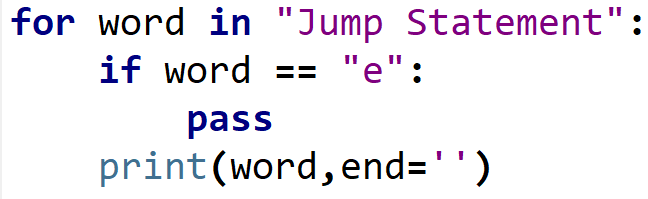 for word in "Jump Statement":
    if word == "e":
        pass
    print(word,end='')